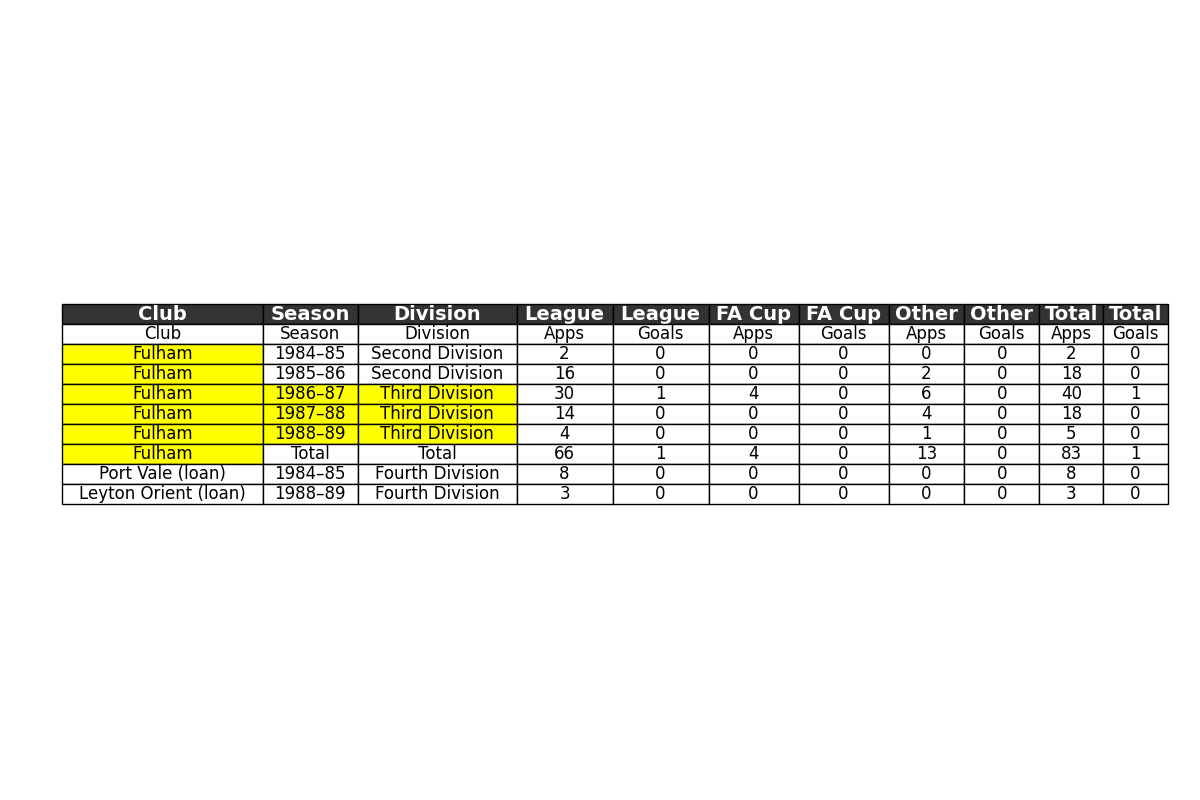 Club Season Division League League FA Cup FA Cup Other Other Total Total
Club Season Division Apps Goals Apps Goals Apps Goals Apps Goals
Fulham 1984–85 Second Division 2 0 0 0 0 0 2 0
Fulham 1985–86 Second Division 16 0 0 0 2 0 18 0
Fulham 1986–87 Third Division 30 1 4 0 6 0 40 1
Fulham 1987–88 Third Division 14 0 0 0 4 0 18 0
Fulham 1988–89 Third Division 4 0 0 0 1 0 5 0
Fulham Total Total 66 1 4 0 13 0 83 1
Port Vale (loan) 1984–85 Fourth Division 8 0 0 0 0 0 8 0
Leyton Orient (loan) 1988–89 Fourth Division 3 0 0 0 0 0 3 0